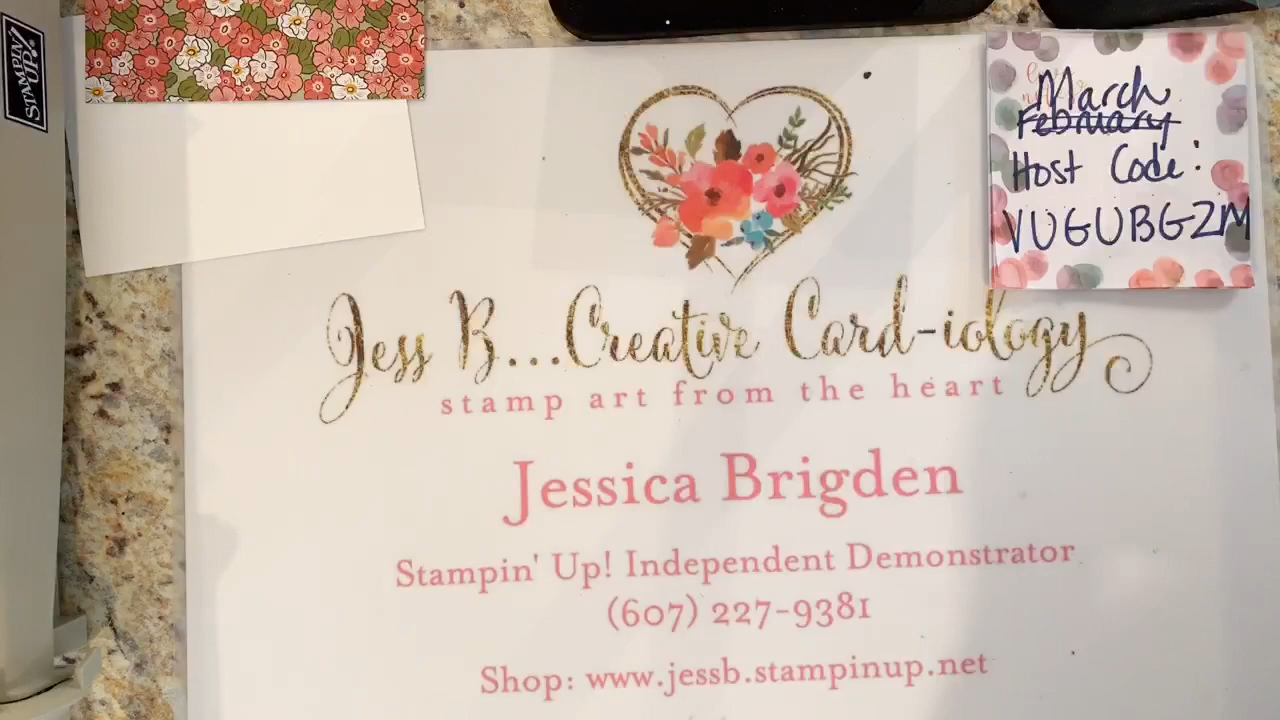 STAMPIN' UP!
March
February
Host Code:
VUGUBGZM
Jess B...Creative Card-iology
stamp art from the heart
Jessica Brigden
Stampin' Up! Independent Demonstrator
(607) 227-9381
Shop: www.jessb.stampinup.net